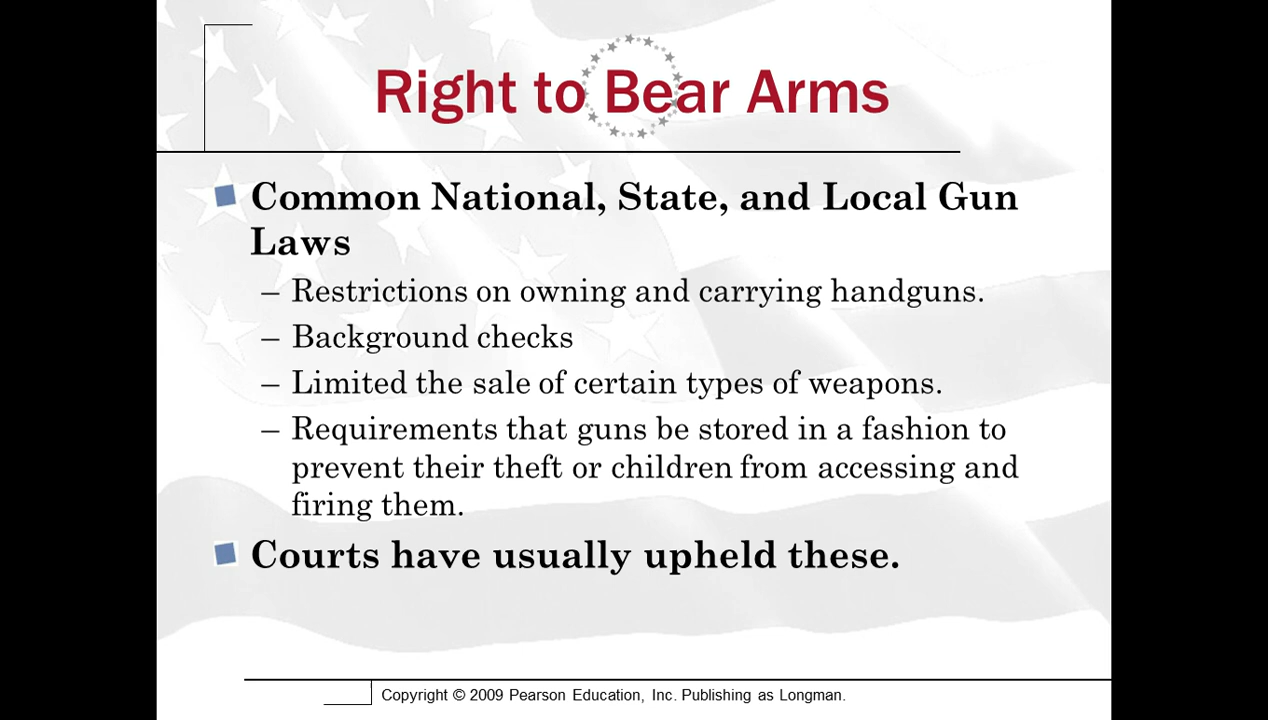 Right to Bear Arms
Common National, State, and Local Gun
Laws
– Restrictions on owning and carrying handguns.
– Background checks
– Limited the sale of certain types of weapons.
– Requirements that guns be stored in a fashion to
prevent their theft or children from accessing and
firing them.
Courts have usually upheld these.
Copyright © 2009 Pearson Education, Inc. Publishing as Longman.